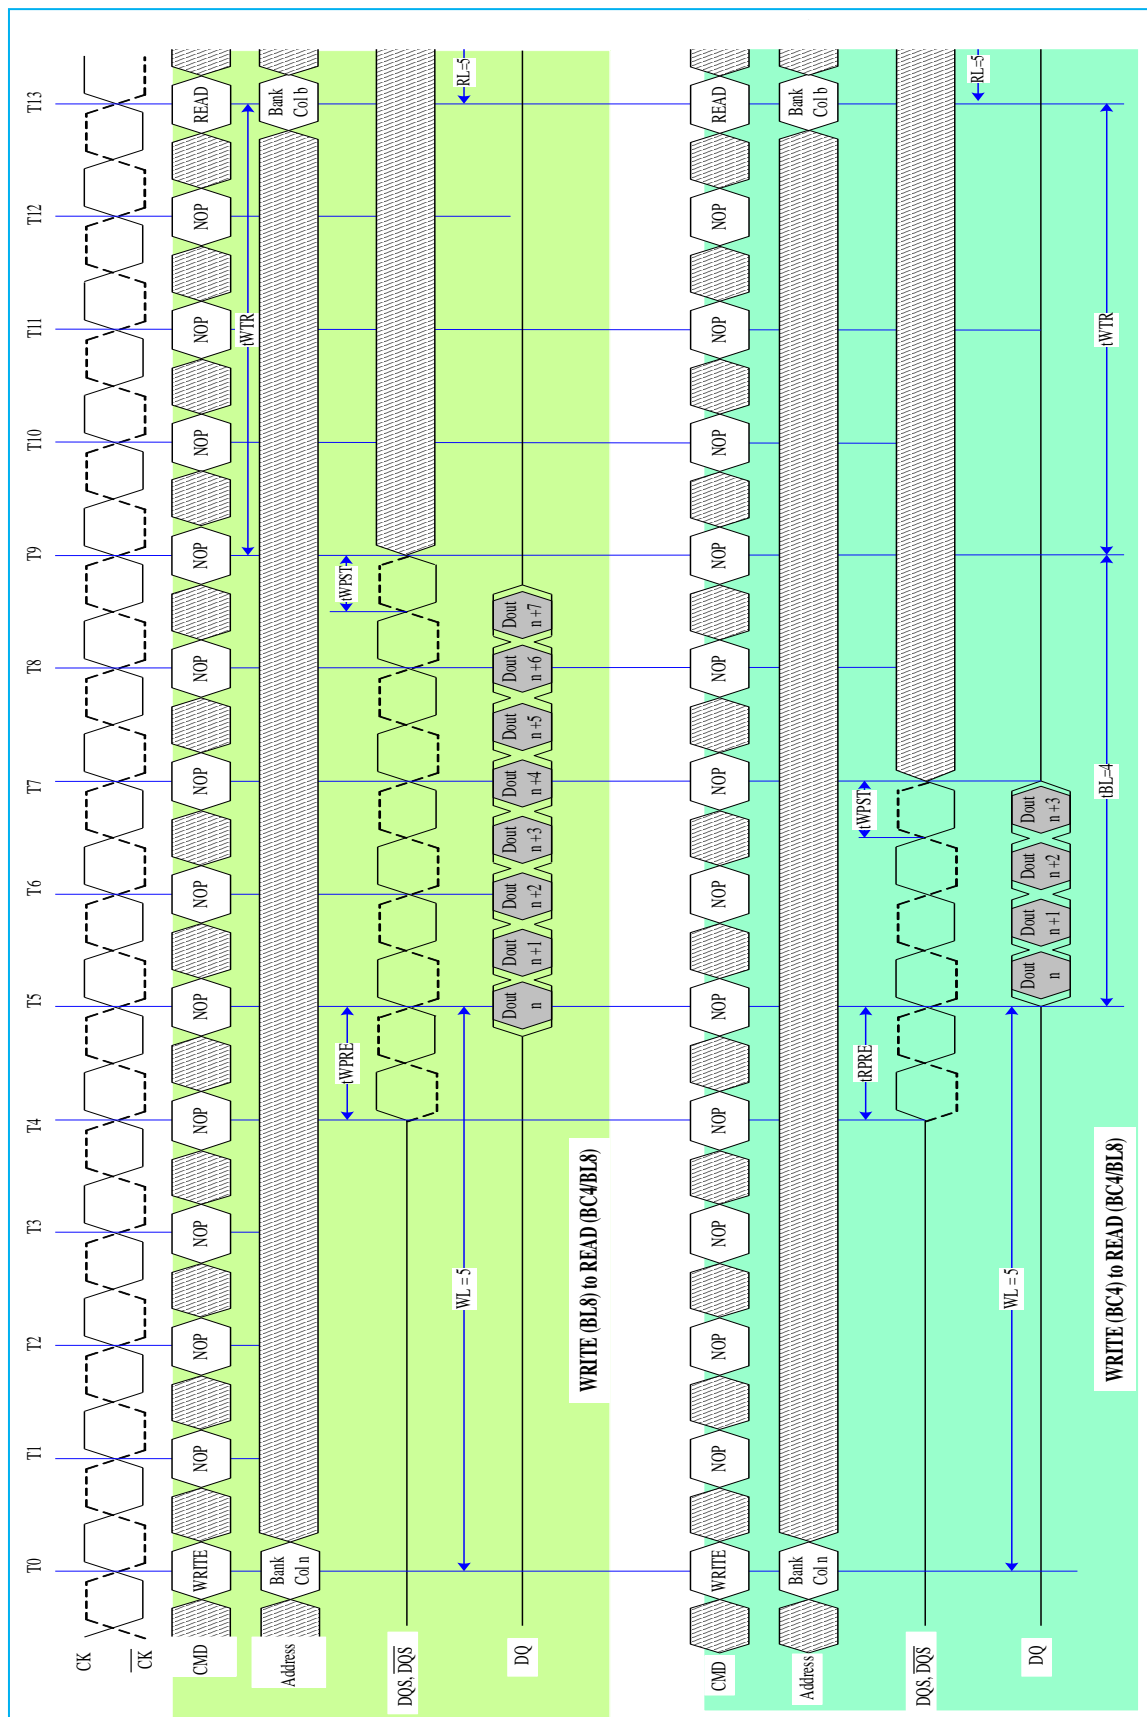 T0 T1 T2 T3 T4 T5 T6 T7 T8 T9 T10 T11 T12 T13
CK
CK
CMD WRITE NOP NOP NOP NOP NOP NOP NOP NOP NOP NOP NOP NOP READ
tWTR
Address Bank Col n Bank Col b
tWPRE tWPST
DQS, DQS
WL = 5 RL=5
DQ Dout n Dout n+1 Dout n+2 Dout n+3 Dout n+4 Dout n+5 Dout n+6 Dout n+7
WRITE (BL8) to READ (BC4/BL8)
CMD WRITE NOP NOP NOP NOP NOP NOP NOP NOP NOP NOP NOP NOP READ
Address Bank Col n Bank Col b
tRPRE tWPST
DQS, DQS
WL = 5 RL=5
DQ Dout n Dout n+1 Dout n+2 Dout n+3
tBL=4 tWTR
WRITE (BC4) to READ (BC4/BL8)